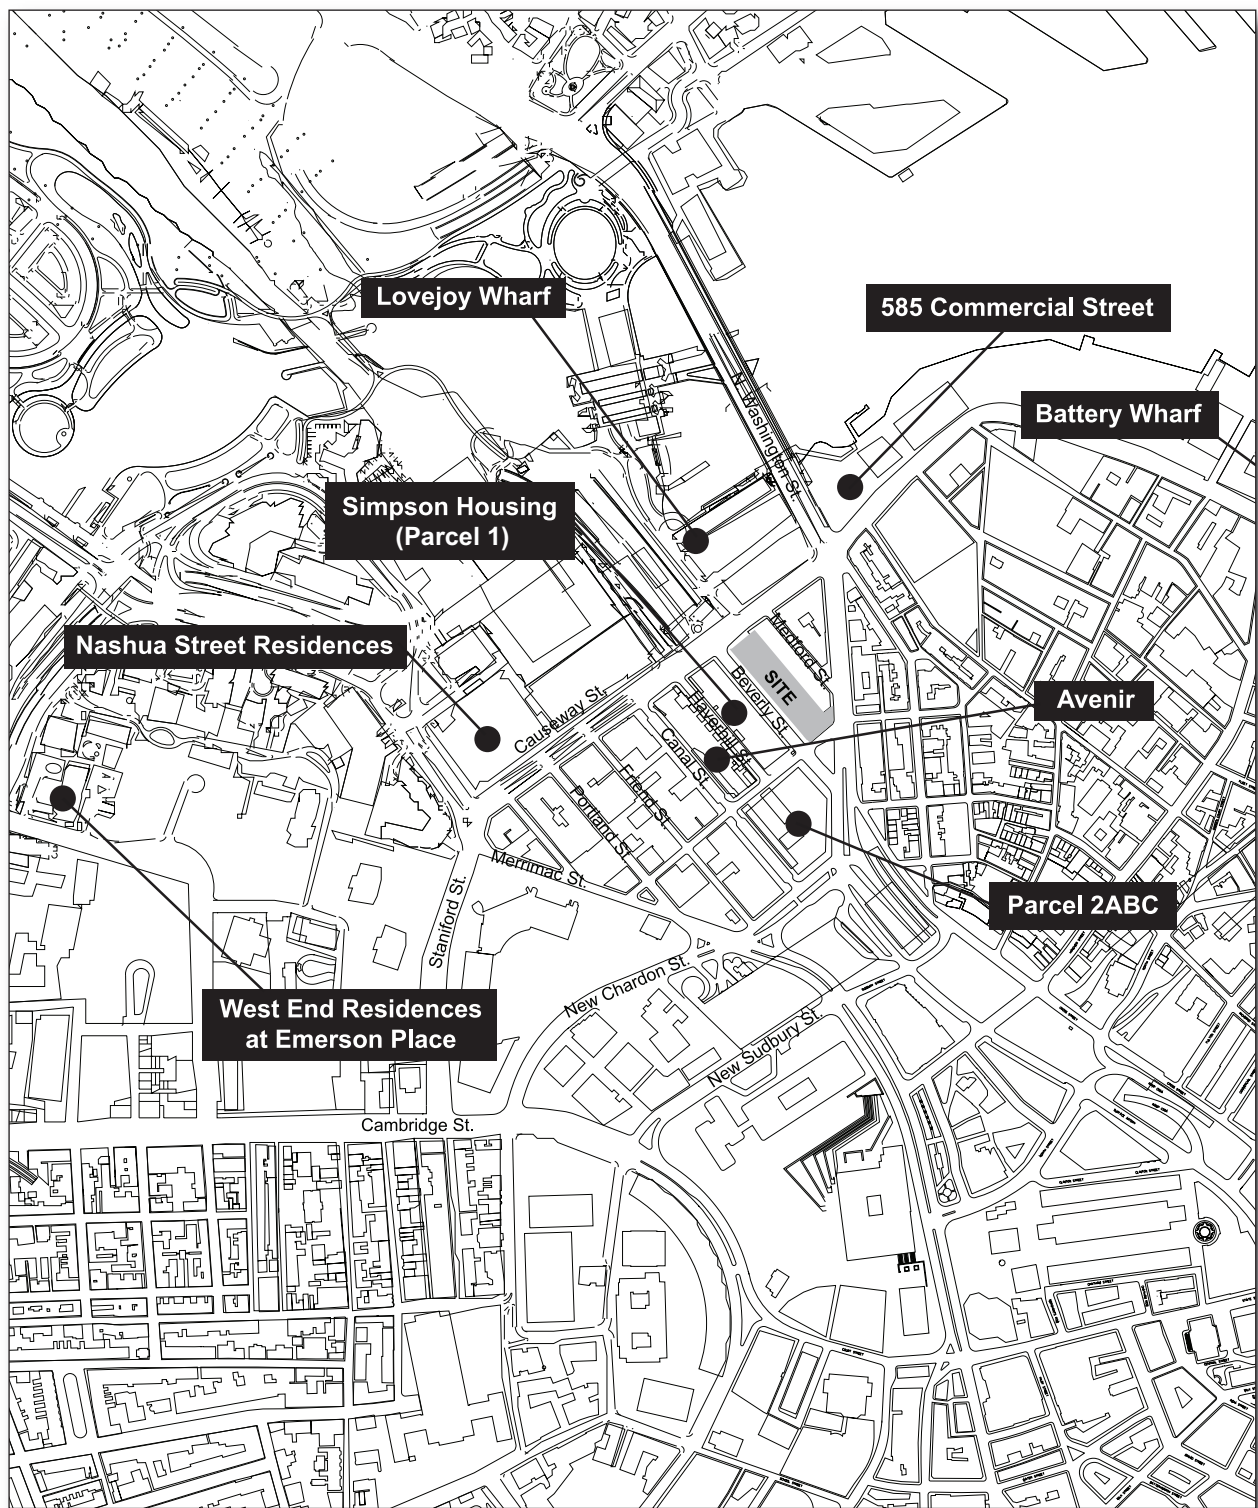 Lovejoy Wharf
585 Commercial Street
Battery Wharf
N. Washington St.
Simpson Housing
(Parcel 1)
Nashua Street Residences
Medford St.
SITE
Beverly St.
Avenir
Causeway St.
Haverhill St.
Canal St.
Friend St.
Portland St.
Merrimac St.
Staniford St.
Parcel 2ABC
New Chardon St.
West End Residences
at Emerson Place
New Sudbury St.
Cambridge St.